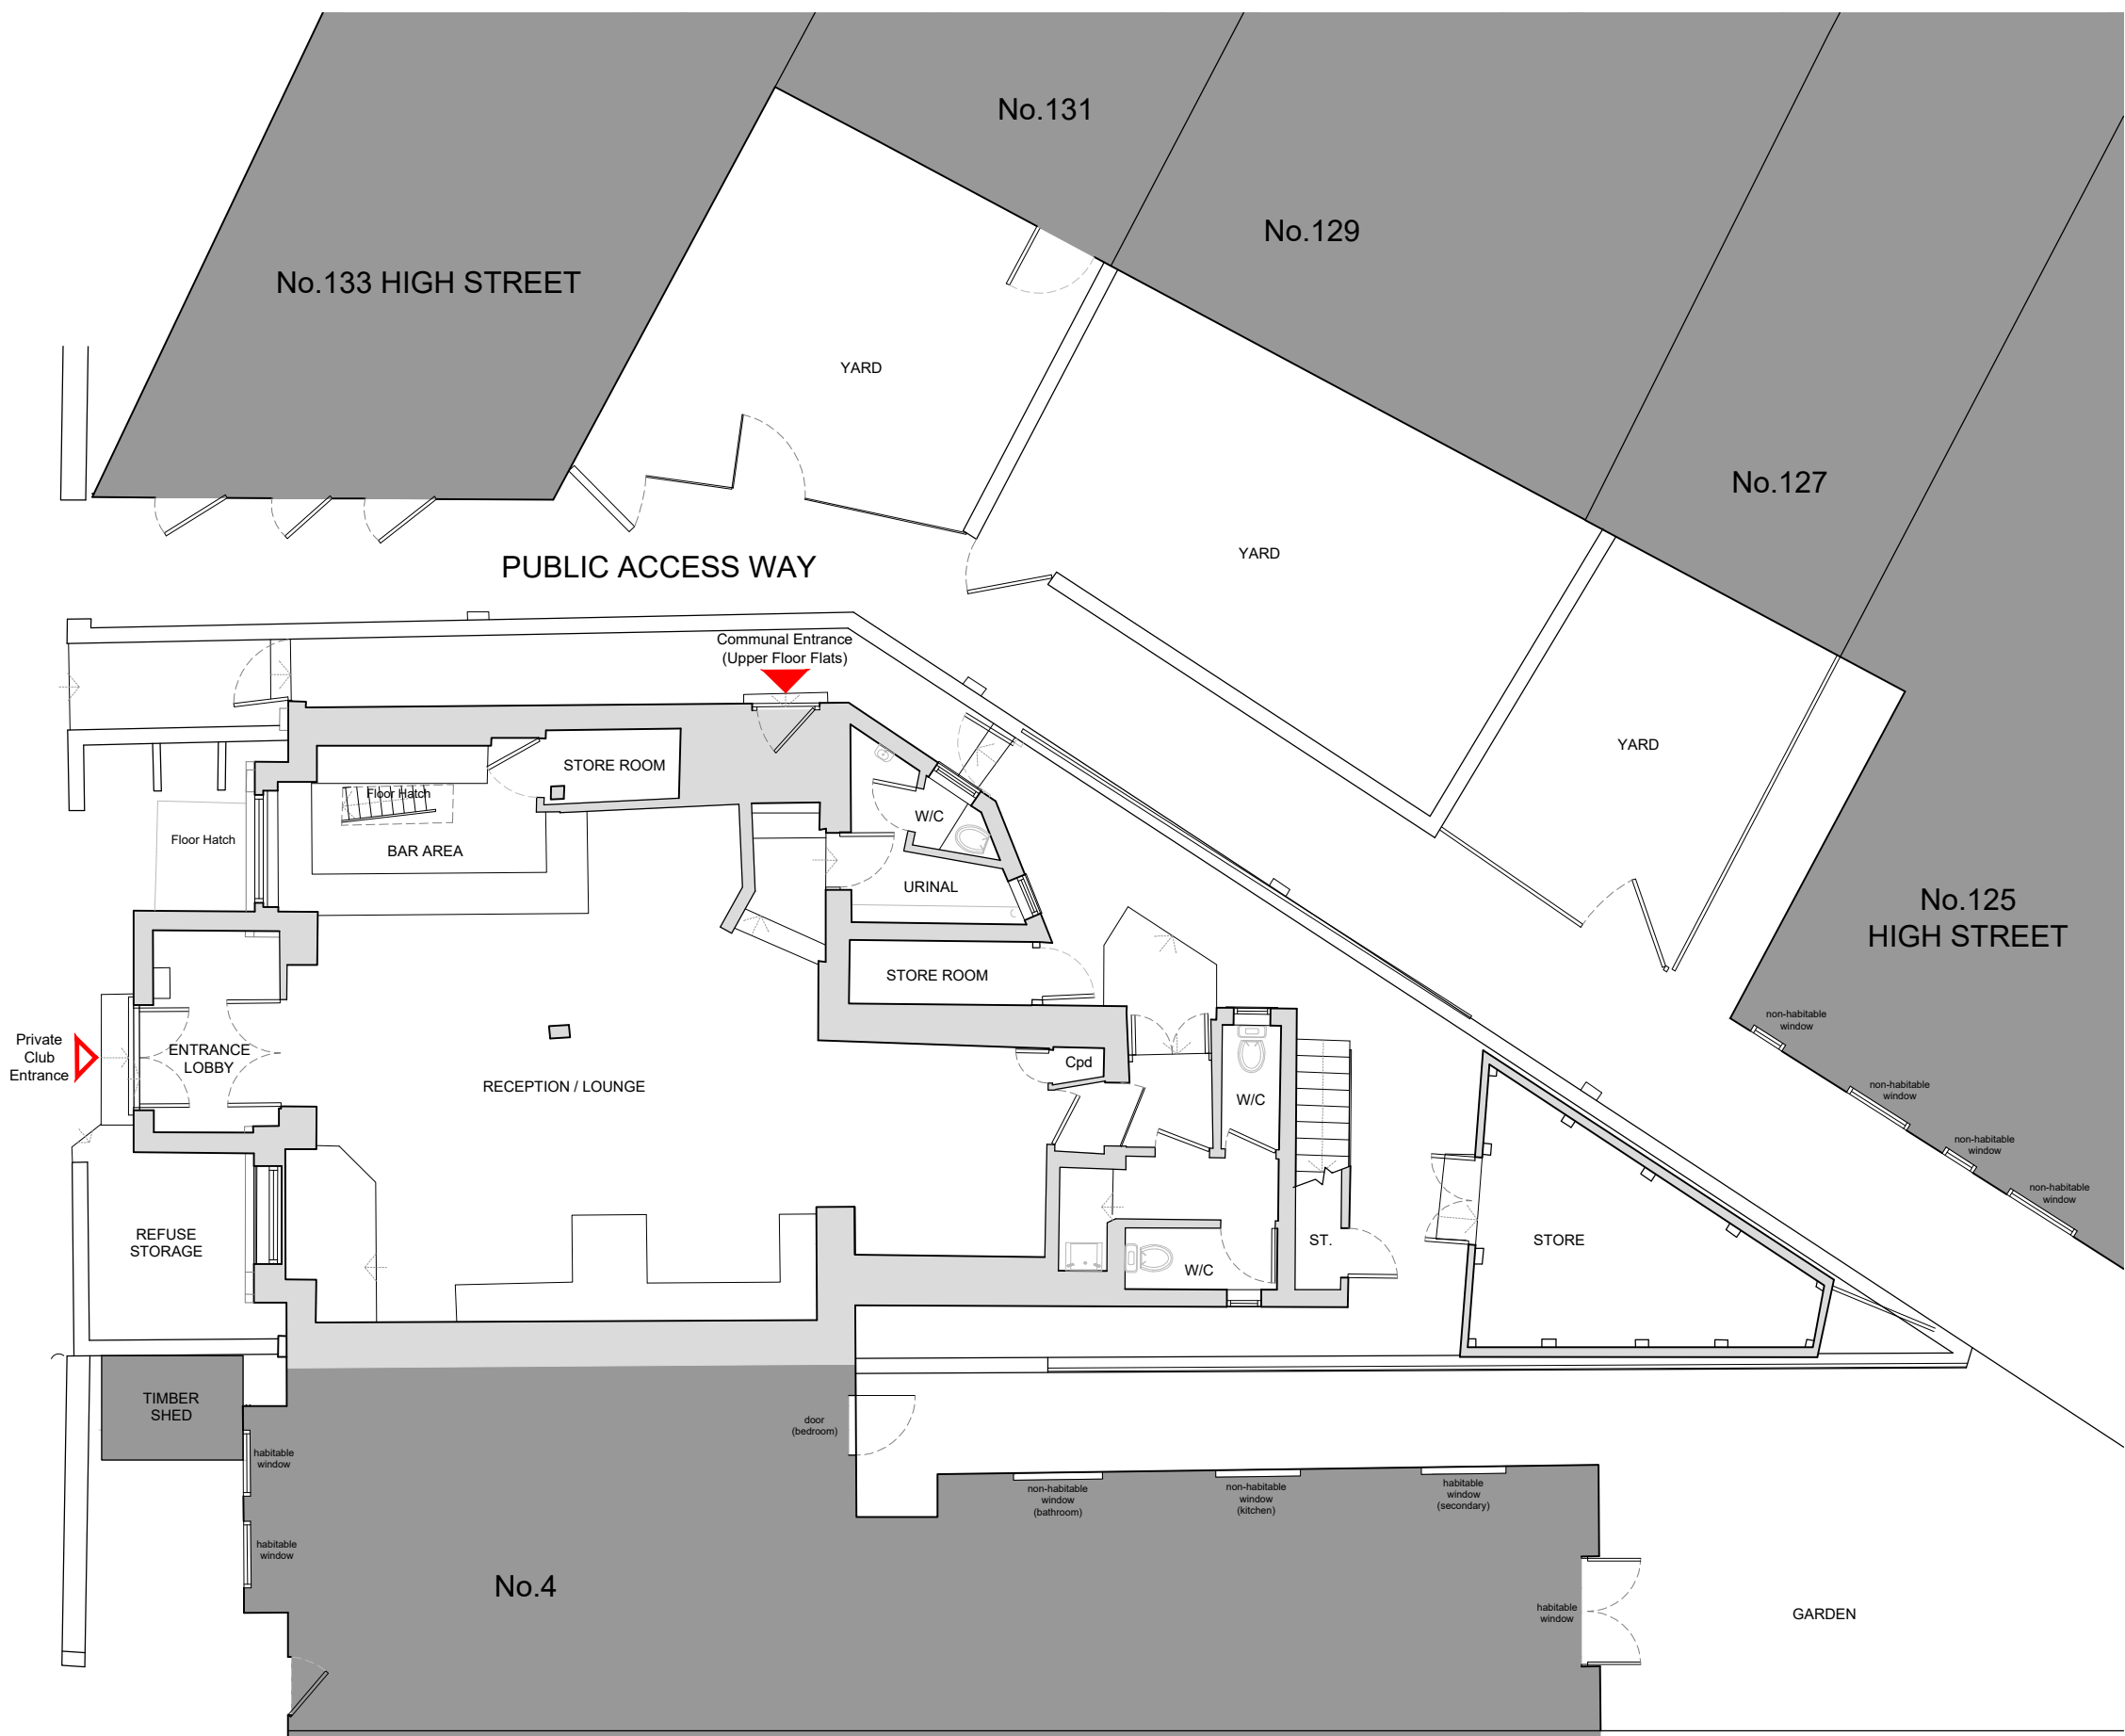 No.131
No.129
No.133 HIGH STREET
YARD
No.127
YARD
PUBLIC ACCESS WAY
Communal Entrance
(Upper Floor Flats)
YARD
STORE ROOM
Floor Hatch
W/C
Floor Hatch
BAR AREA
URINAL
No.125
HIGH STREET
STORE ROOM
non-habitable
window
Private
Club
Entrance
ENTRANCE
LOBBY
Cpd
RECEPTION / LOUNGE
W/C
non-habitable
window
non-habitable
window
non-habitable
window
REFUSE
STORAGE
ST.
STORE
W/C
TIMBER
SHED
door
(bedroom)
habitable
window
non-habitable
window
(bathroom)
non-habitable
window
(kitchen)
habitable
window
(secondary)
habitable
window
No.4
habitable
window
GARDEN